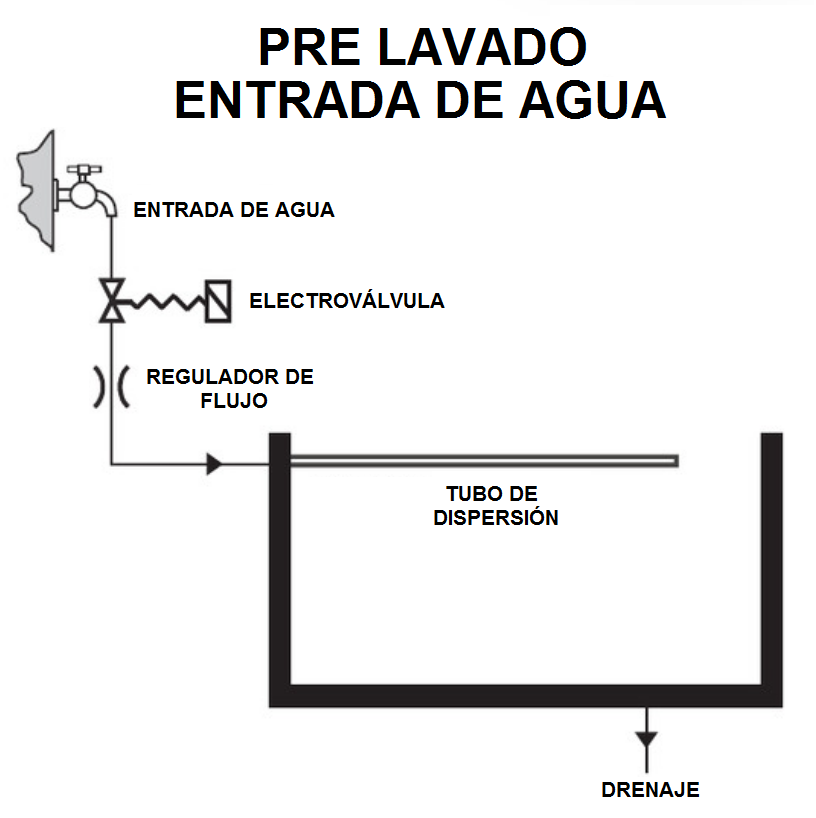 PRE LAVADO
ENTRADA DE AGUA
ENTRADA DE AGUA
ELECTROVÁLVULA
REGULADOR DE
FLUJO
TUBO DE
DISPERSIÓN
DRENAJE